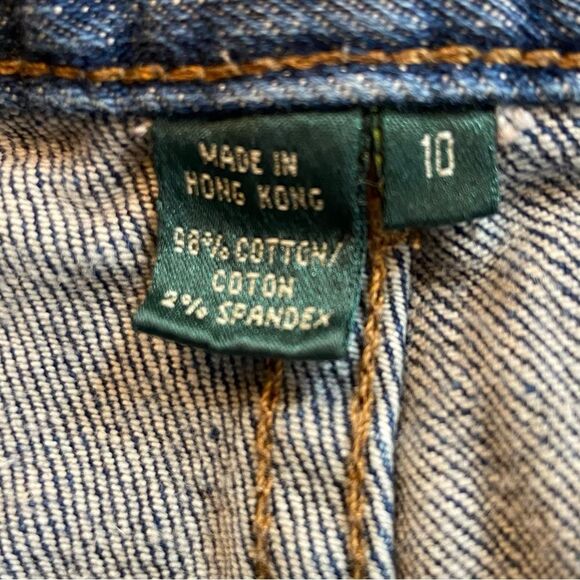 MADE IN
HONG KONG
98% COTTON/
COTON
2% SPANDEX
10